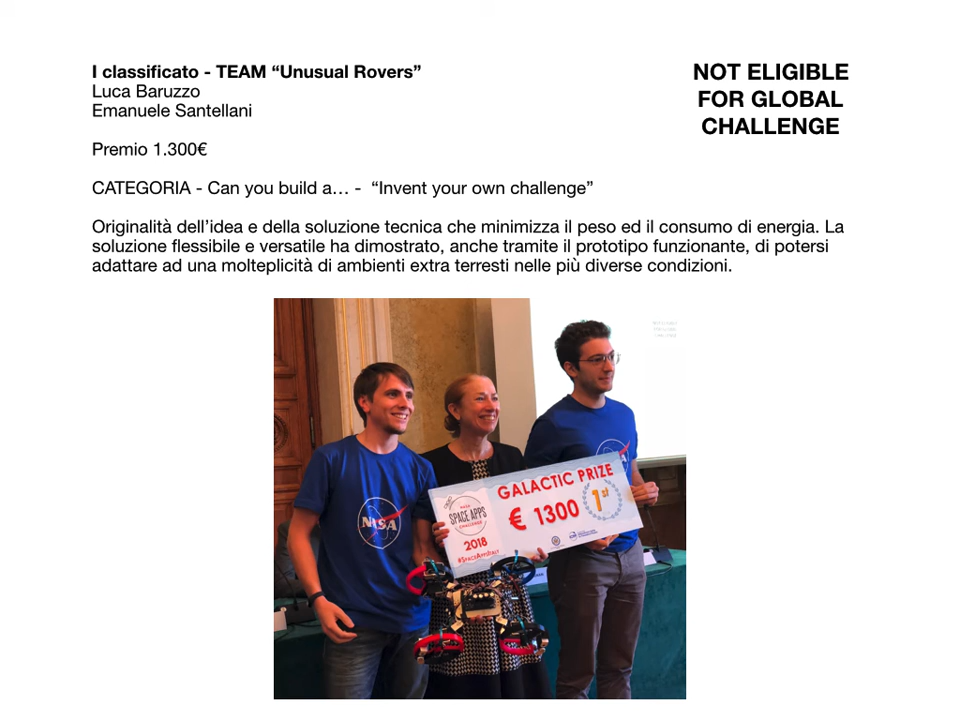 I classificato - TEAM “Unusual Rovers”
Luca Baruzzo
Emanuele Santellani
Premio 1.300€
CATEGORIA - Can you build a… -  “Invent your own challenge”
Originalità dell’idea e della soluzione tecnica che minimizza il peso ed il consumo di energia. La
soluzione flessibile e versatile ha dimostrato, anche tramite il prototipo funzionante, di potersi
adattare ad una molteplicità di ambienti extra terresti nelle più diverse condizioni.
NOT ELIGIBLE
FOR GLOBAL
CHALLENGE
NASA
GALACTIC PRIZE
€ 1300
1st
NASA
SPACE APPS
CHALLENGE
2018
#SPACEAPPSITALY